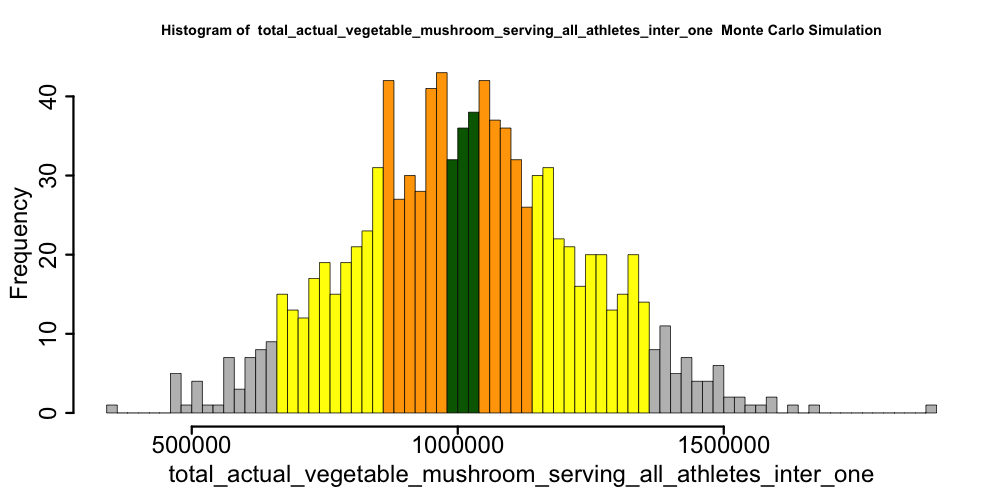 Histogram of  total_actual_vegetable_mushroom_serving_all_athletes_inter_one  Monte Carlo Simulation
Frequency
40
30
20
10
0
500000 1000000 1500000
total_actual_vegetable_mushroom_serving_all_athletes_inter_one